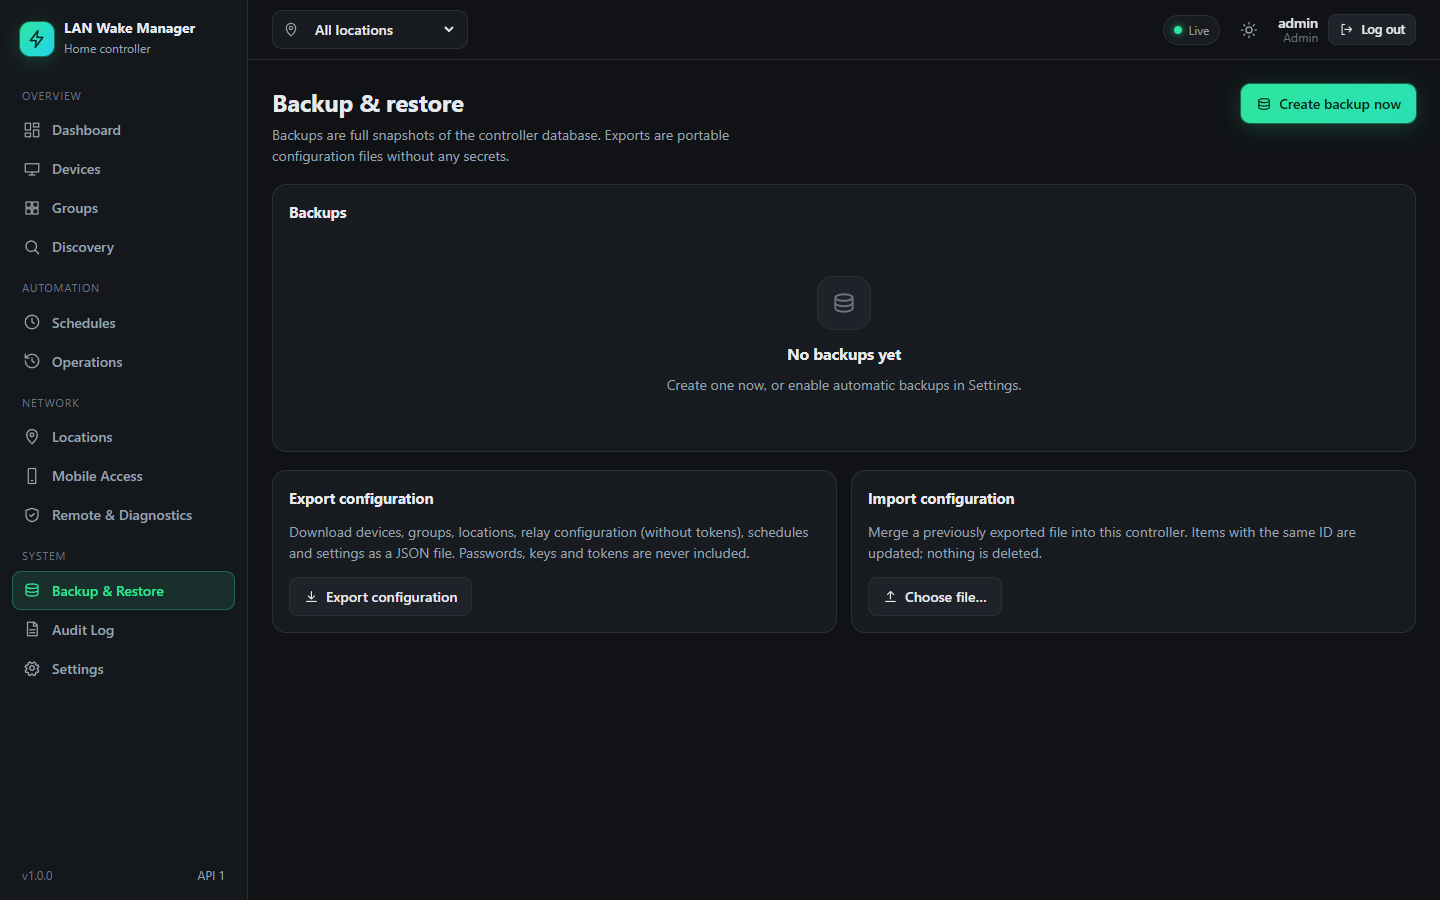 LAN Wake Manager
Home controller
OVERVIEW
Dashboard
Devices
Groups
Discovery
AUTOMATION
Schedules
Operations
NETWORK
Locations
Mobile Access
Remote & Diagnostics
SYSTEM
Backup & Restore
Audit Log
Settings
v1.0.0 API 1
All locations
Live
admin
Admin
Log out
Backup & restore
Backups are full snapshots of the controller database. Exports are portable
configuration files without any secrets.
Create backup now
Backups
No backups yet
Create one now, or enable automatic backups in Settings.
Export configuration
Download devices, groups, locations, relay configuration (without tokens), schedules
and settings as a JSON file. Passwords, keys and tokens are never included.
Export configuration
Import configuration
Merge a previously exported file into this controller. Items with the same ID are
updated; nothing is deleted.
Choose file...